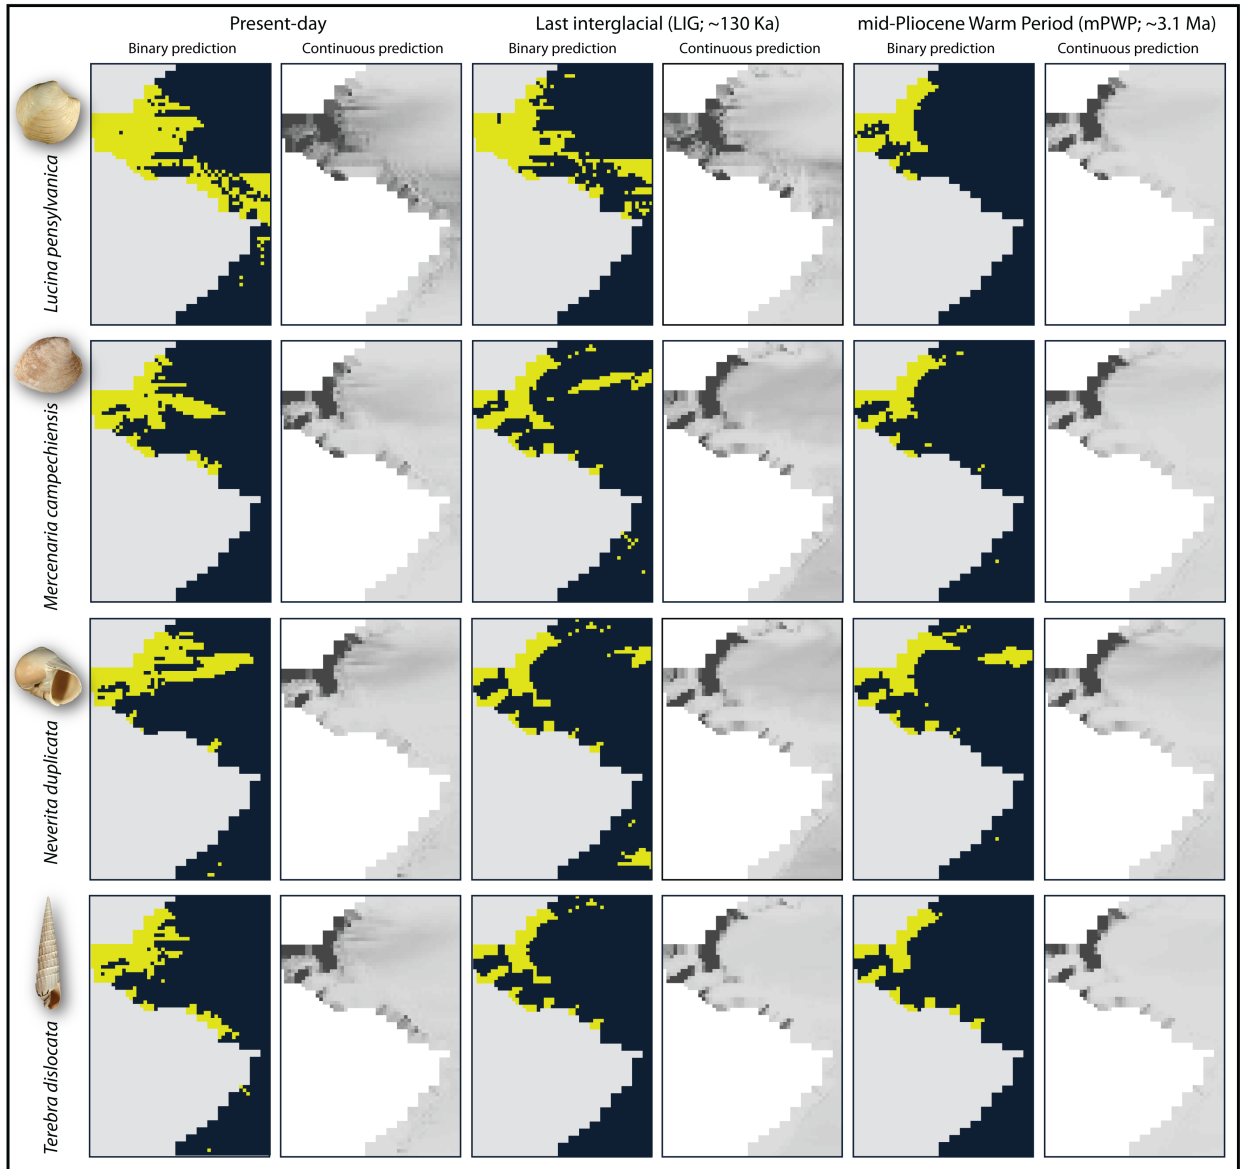 Present-day
Last interglacial (LIG; ~130 Ka)
mid-Pliocene Warm Period (mPWP; ~3.1 Ma)
Binary prediction
Continuous prediction
Binary prediction
Continuous prediction
Binary prediction
Continuous prediction
Lucina pensylvanica
Mercenaria campechiensis
Neverita duplicata
Terebra dislocata